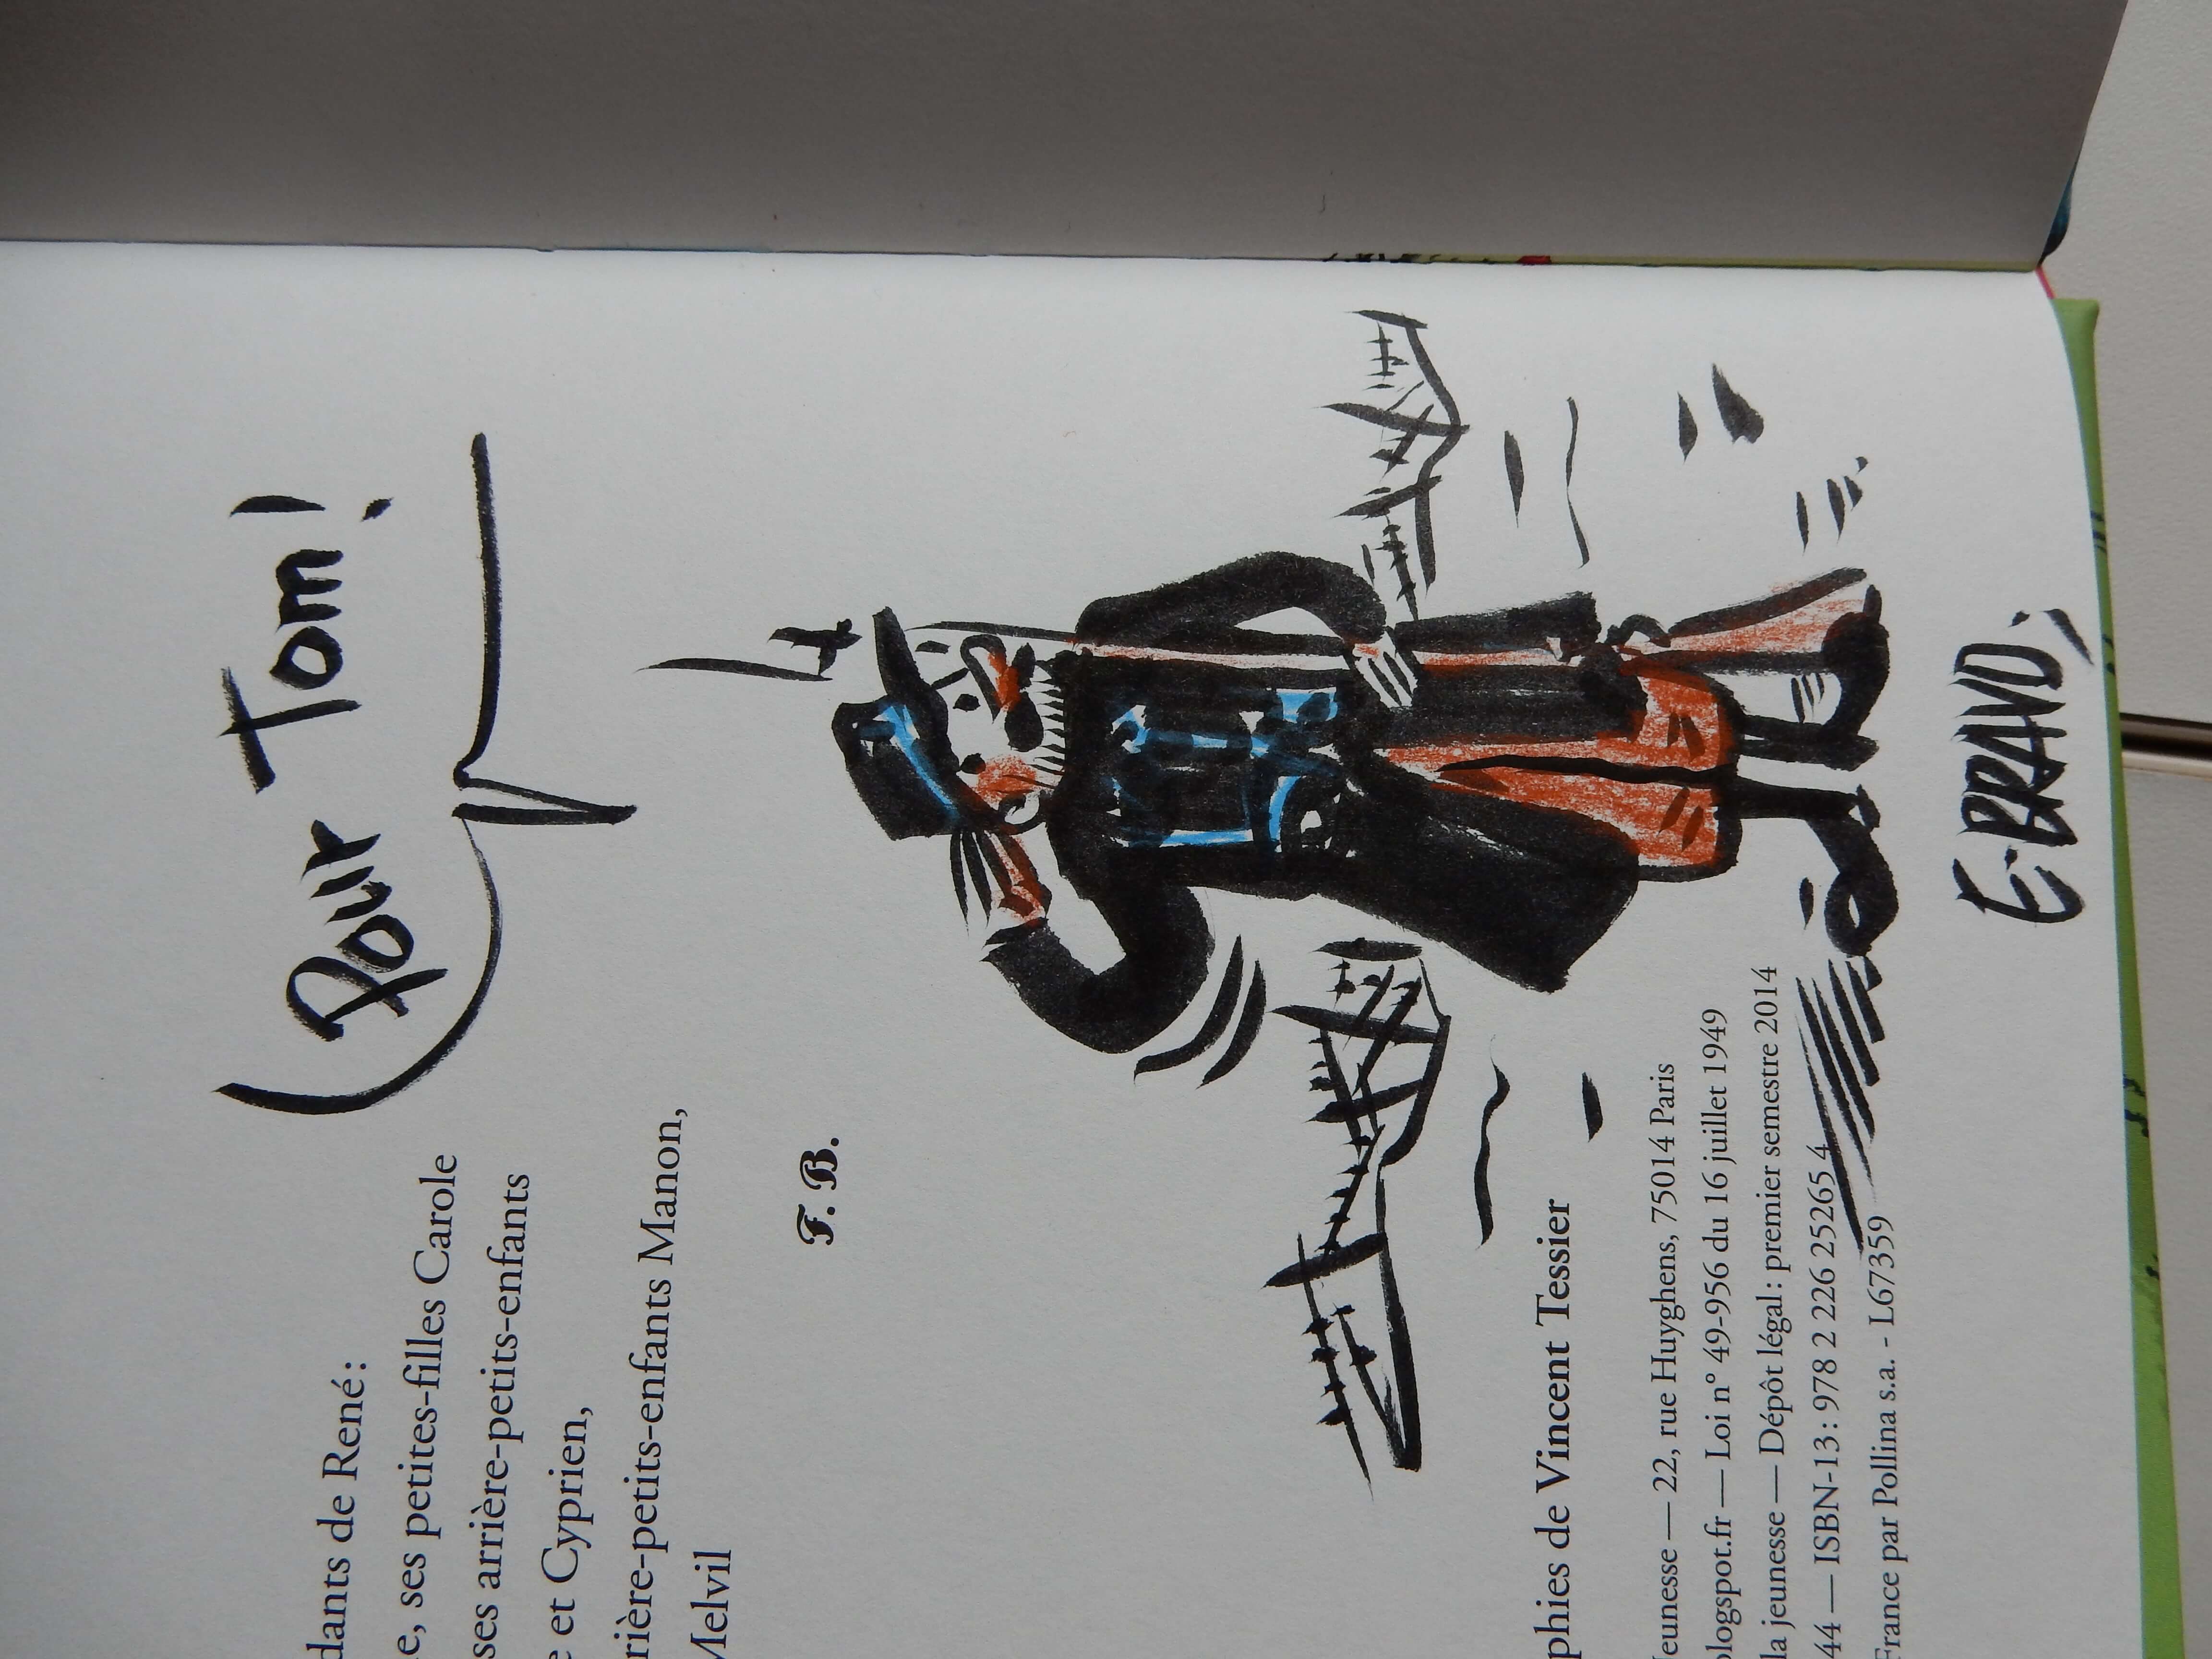 Pour Tom!
dants de René :
e, ses petites-filles Carole
ses arrière-petits-enfants
e et Cyprien,
rière-petits-enfants Manon,
Melvil
F. B.
phies de Vincent Tessier
Jeunesse — 22, rue Huyghens, 75014 Paris
blogspot.fr — Loi n° 49-956 du 16 juillet 1949
la jeunesse — Dépôt légal : premier semestre 2014
44 — ISBN-13 : 978 2 226 25265 4
France par Pollina s.a. - L67359
E·BRAVO;